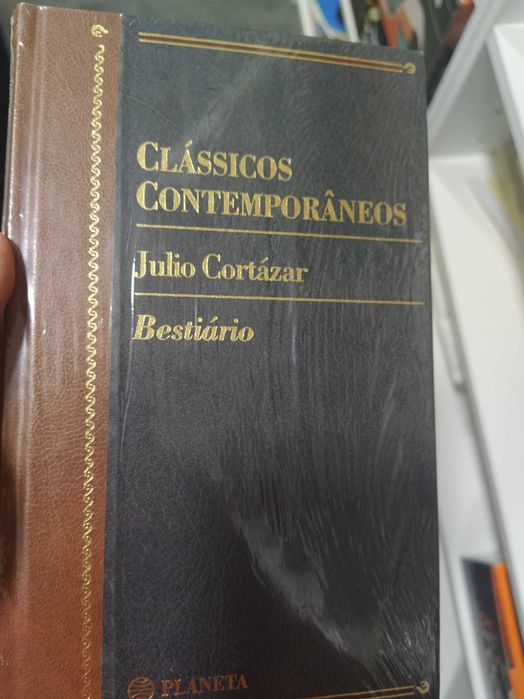 CLÁSSICOS
CONTEMPORÂNEOS
Julio Cortázar
Bestiário
PLANETA